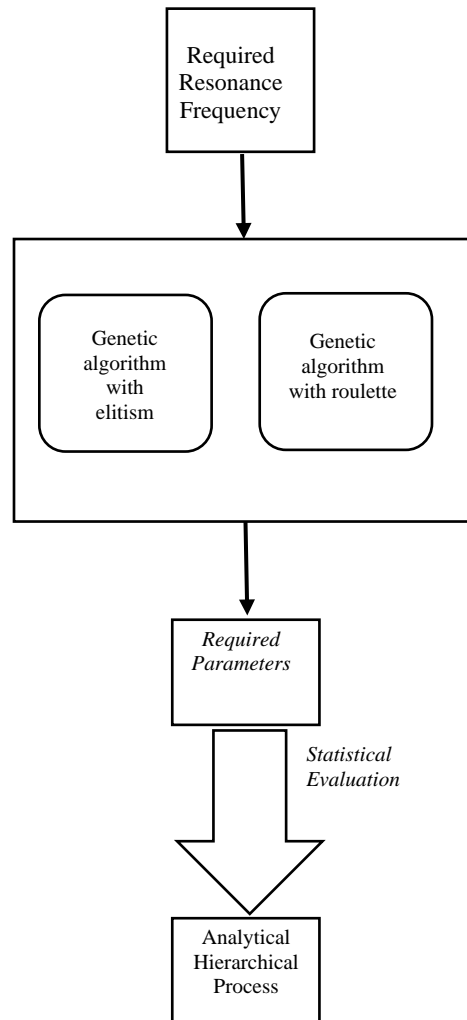 Required
Resonance
Frequency
Genetic
algorithm
with
elitism
Genetic
algorithm
with roulette
Required
Parameters
Statistical
Evaluation
Analytical
Hierarchical
Process